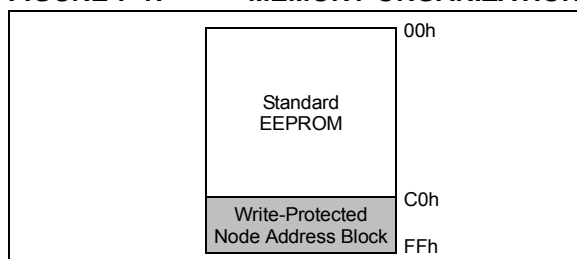 00h
Standard
EEPROM
C0h
Write-Protected
Node Address Block
FFh